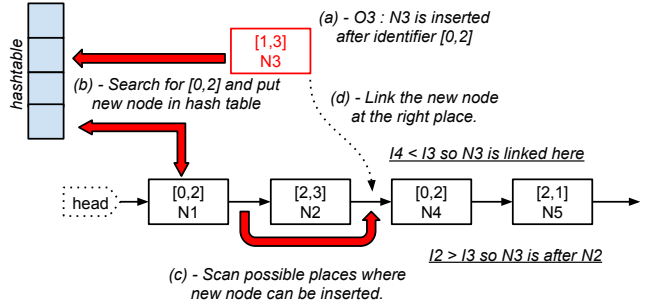 (a) - O3 : N3 is inserted
after identifier [0,2]
[1,3]
N3
hashtable
(b) - Search for [0,2] and put
new node in hash table
(d) - Link the new node
at the right place.
I4 < I3 so N3 is linked here
head
[0,2]
N1
[2,3]
N2
[0,2]
N4
[2,1]
N5
I2 > I3 so N3 is after N2
(c) - Scan possible places where
new node can be inserted.